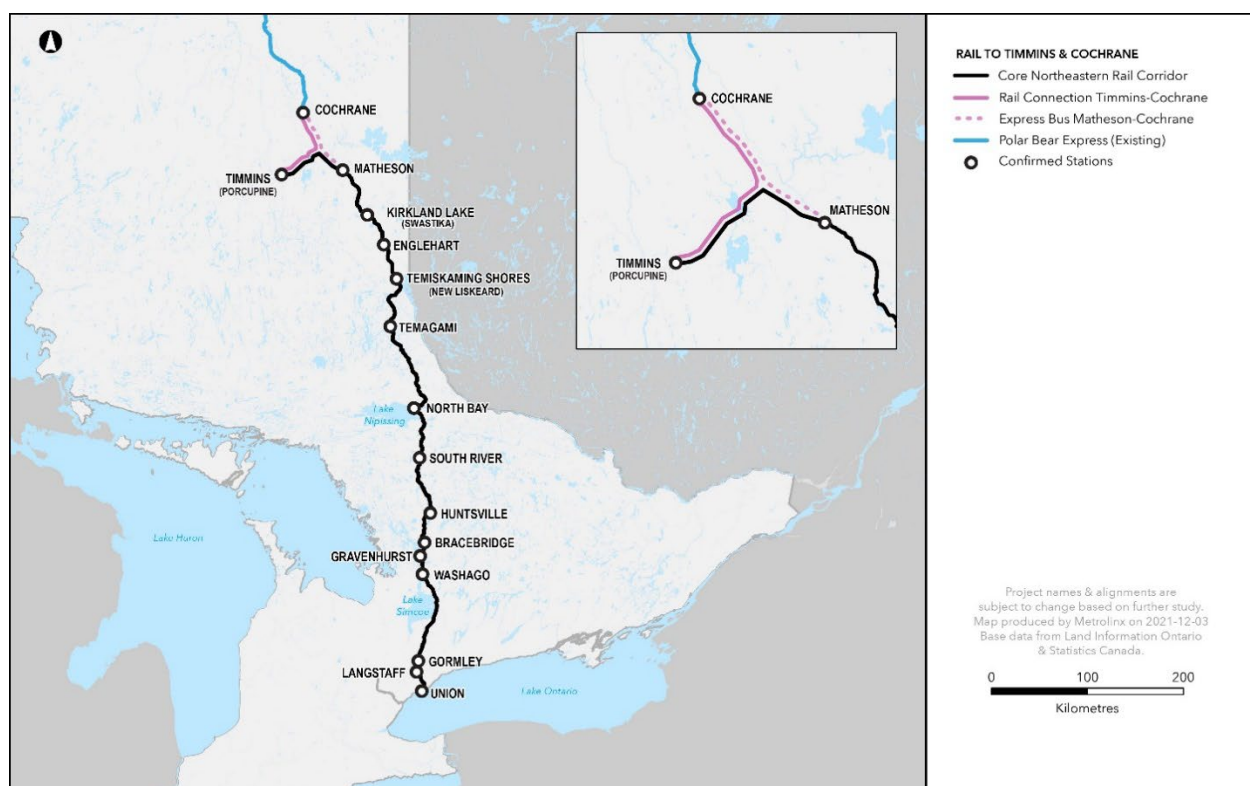 COCHRANE
MATHESON
TIMMINS
(PORCUPINE)
KIRKLAND LAKE
(SWASTIKA)
ENGLEHART
TEMISKAMING SHORES
(NEW LISKEARD)
TEMAGAMI
Lake
Nipissing
NORTH BAY
SOUTH RIVER
HUNTSVILLE
Lake Huron
BRACEBRIDGE
GRAVENHURST
WASHAGO
Lake
Simcoe
GORMLEY
LANGSTAFF
UNION
Lake Ontario
COCHRANE
MATHESON
TIMMINS
(PORCUPINE)
RAIL TO TIMMINS & COCHRANE
Core Northeastern Rail Corridor
Rail Connection Timmins-Cochrane
Express Bus Matheson-Cochrane
Polar Bear Express (Existing)
Confirmed Stations
Project names & alignments are
subject to change based on further study.
Map produced by Metrolinx on 2021-12-03
Base data from Land Information Ontario
& Statistics Canada.
0 100 200
Kilometres